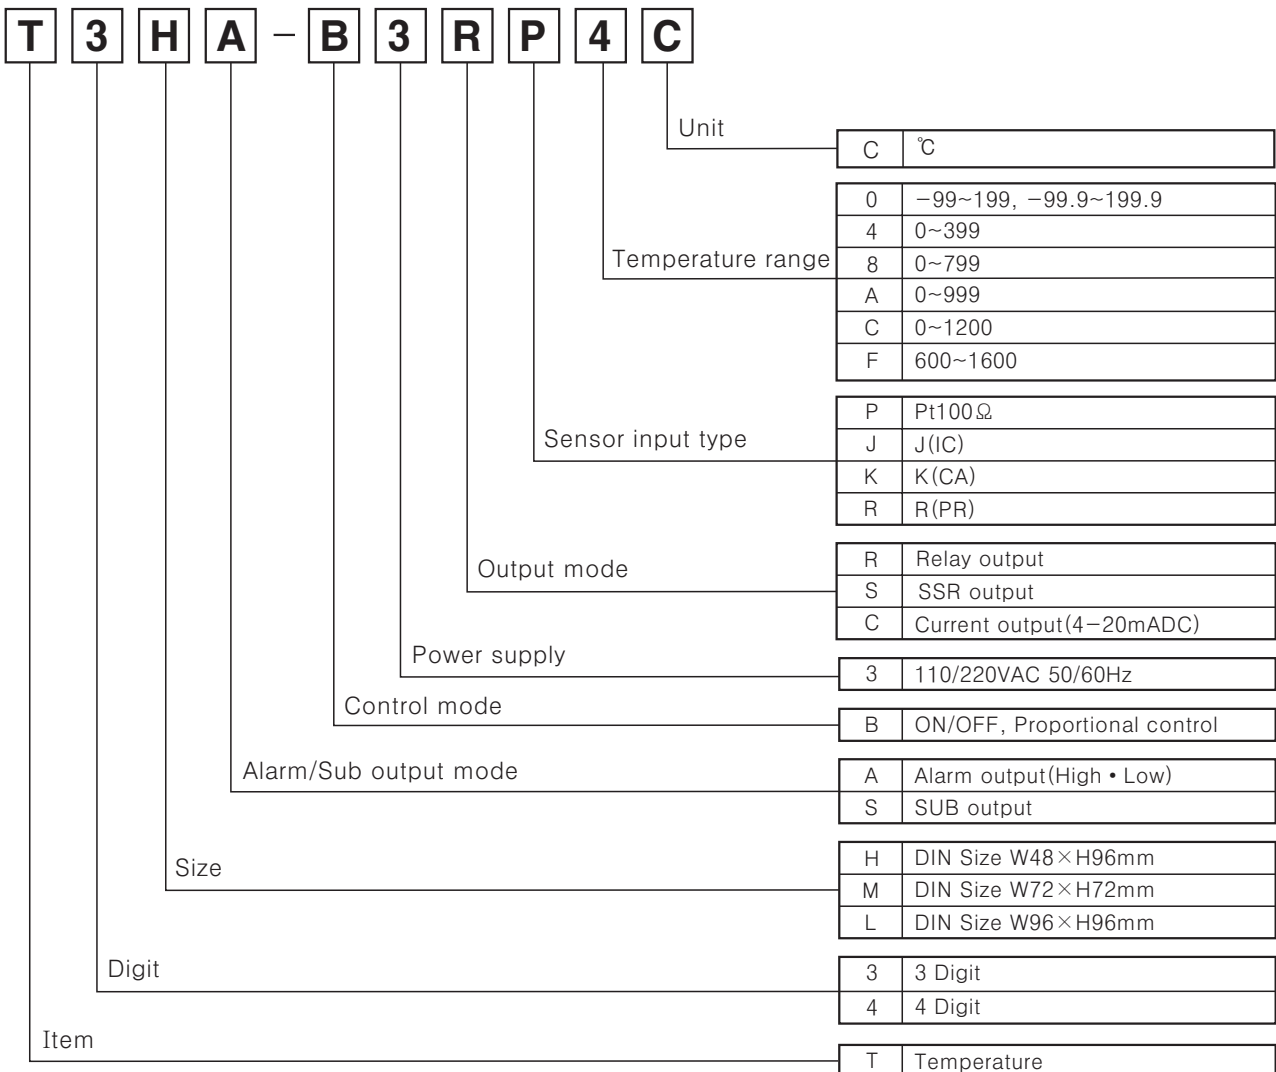 T 3 H A - B 3 R P 4 C
Unit
C ℃
Temperature range
0 -99~199, -99.9~199.9
4 0~399
8 0~799
A 0~999
C 0~1200
F 600~1600
Sensor input type
P Pt100Ω
J J(IC)
K K(CA)
R R(PR)
Output mode
R Relay output
S SSR output
C Current output(4-20mADC)
Power supply
3 110/220VAC 50/60Hz
Control mode
B ON/OFF, Proportional control
Alarm/Sub output mode
A Alarm output(High • Low)
S SUB output
Size
H DIN Size W48×H96mm
M DIN Size W72×H72mm
L DIN Size W96×H96mm
Digit
3 3 Digit
4 4 Digit
Item
T Temperature